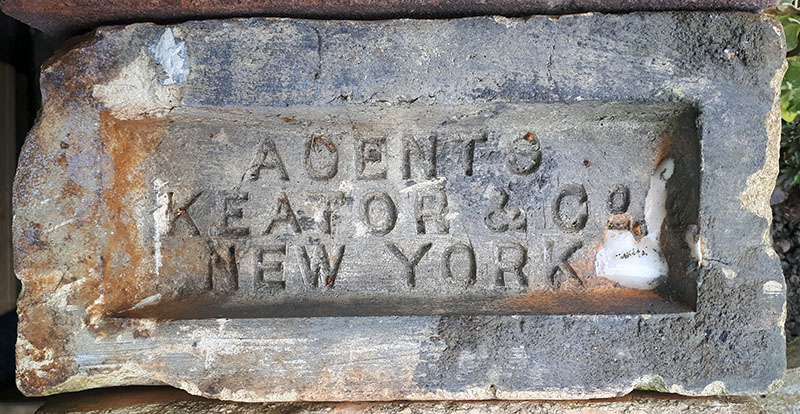 AGENTS
KEATOR & Co
NEW YORK